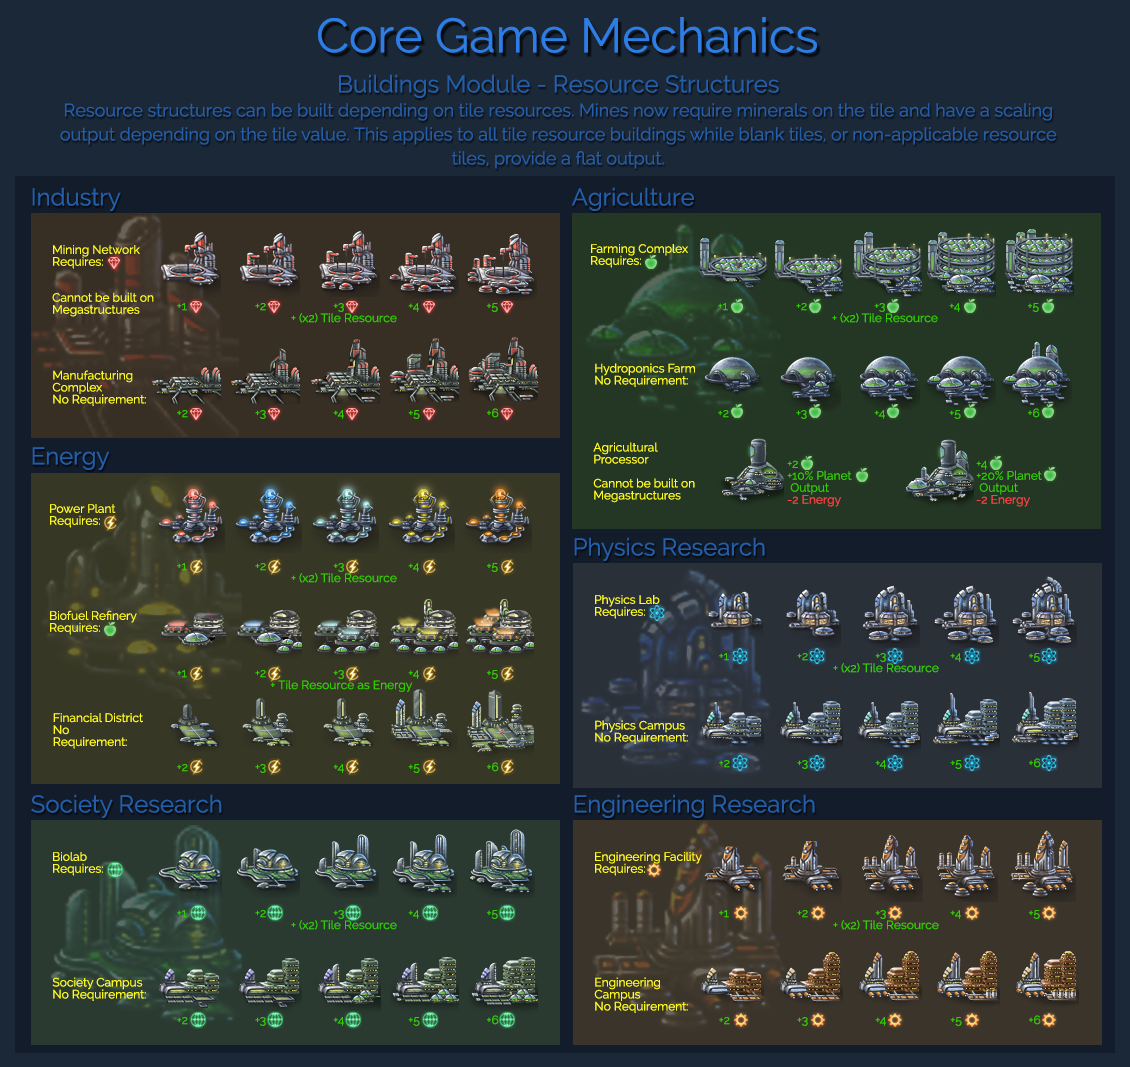 Core Game Mechanics
Buildings Module - Resource Structures
Resource structures can be built depending on tile resources. Mines now require minerals on the tile and have a scaling
output depending on the tile value. This applies to all tile resource buildings while blank tiles, or non-applicable resource
tiles, provide a flat output.
Industry
Mining Network
Requires:
Cannot be built on
Megastructures
+1 +2 +3 +4 +5
+ (x2) Tile Resource
Manufacturing
Complex
No Requirement:
+2 +3 +4 +5 +6
Energy
Power Plant
Requires:
+1 +2 +3 +4 +5
+ (x2) Tile Resource
Biofuel Refinery
Requires:
+1 +2 +3 +4 +5
+ Tile Resource as Energy
Financial District
No
Requirement:
+2 +3 +4 +5 +6
Society Research
Biolab
Requires:
+1 +2 +3 +4 +5
+ (x2) Tile Resource
Society Campus
No Requirement:
+2 +3 +4 +5 +6
Agriculture
Farming Complex
Requires:
+1 +2 +3 +4 +5
+ (x2) Tile Resource
Hydroponics Farm
No Requirement:
+2 +3 +4 +5 +6
Agricultural
Processor
Cannot be built on
Megastructures
+2
+10% Planet
Output
-2 Energy
+4
+20% Planet
Output
-2 Energy
Physics Research
Physics Lab
Requires:
+1 +2 +3 +4 +5
+ (x2) Tile Resource
Physics Campus
No Requirement:
+2 +3 +4 +5 +6
Engineering Research
Engineering Facility
Requires:
+1 +2 +3 +4 +5
+ (x2) Tile Resource
Engineering
Campus
No Requirement:
+2 +3 +4 +5 +6